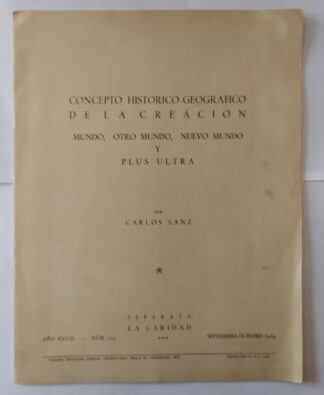 CONCEPTO HISTORICO-GEOGRAFICO
DE LA CREACION
MUNDO, OTRO MUNDO, NUEVO MUNDO
Y
PLUS ULTRA
POR
CARLOS SANZ
SEPARATA
LA CARIDAD
AÑO XXVIII — NÚM.
SEPTIEMBRE-OCTUBRE